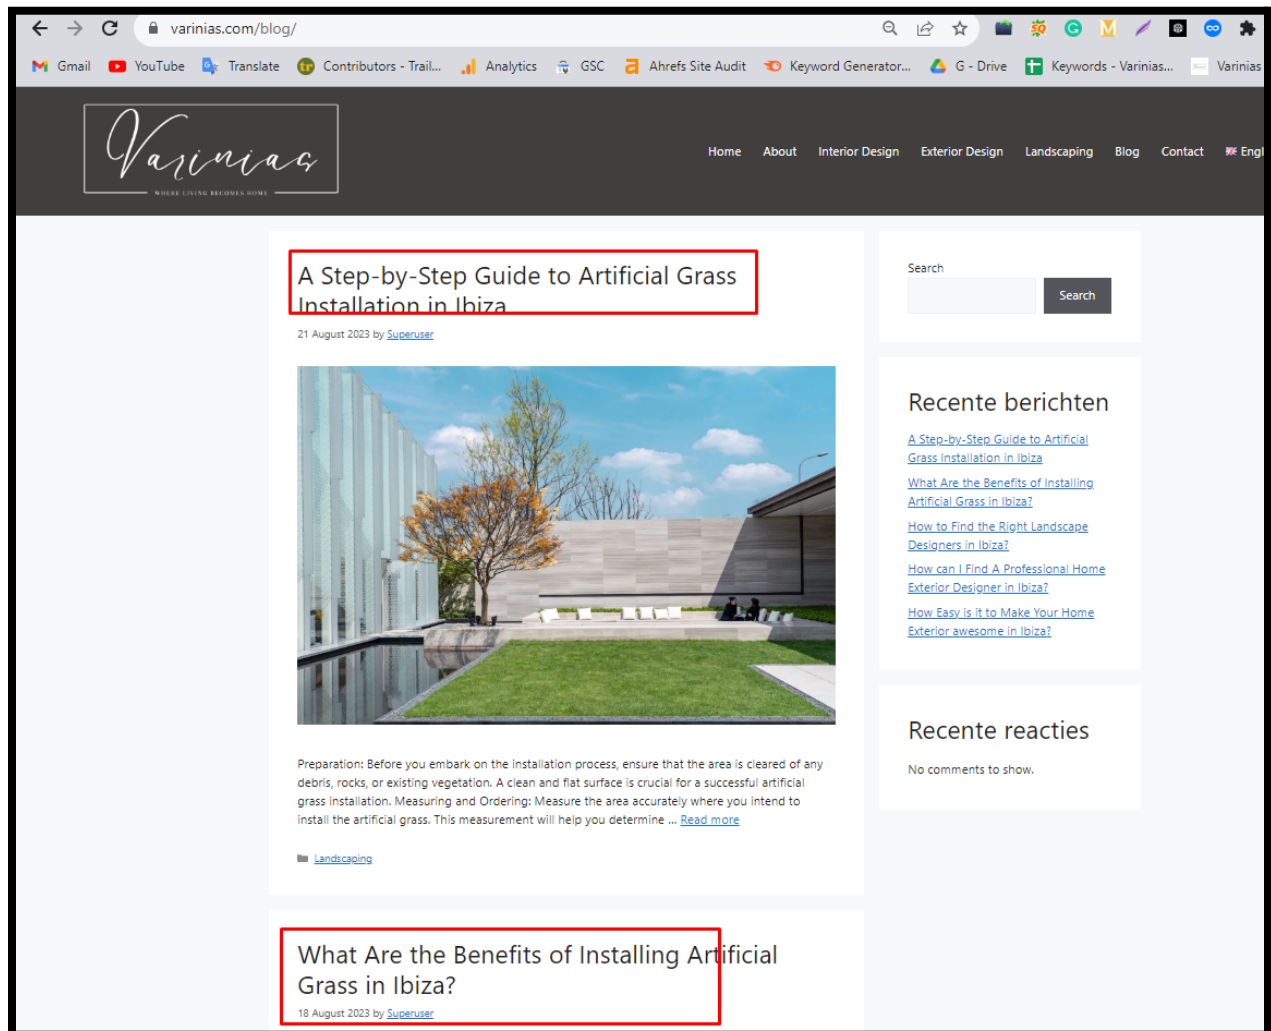 varinias.com/blog/
Gmail YouTube Translate Contributors - Trail... Analytics GSC Ahrefs Site Audit Keyword Generator... G - Drive Keywords - Varinias... Varinias
Varinias
WHERE LIVING BECOMES HOME
Home About Interior Design Exterior Design Landscaping Blog Contact Engl
A Step-by-Step Guide to Artificial Grass
Installation in Ibiza
21 August 2023 by Superuser
Preparation: Before you embark on the installation process, ensure that the area is cleared of any
debris, rocks, or existing vegetation. A clean and flat surface is crucial for a successful artificial
grass installation. Measuring and Ordering: Measure the area accurately where you intend to
install the artificial grass. This measurement will help you determine ... Read more
Landscaping
What Are the Benefits of Installing Artificial
Grass in Ibiza?
18 August 2023 by Superuser
Search
Search
Recente berichten
A Step-by-Step Guide to Artificial
Grass Installation in Ibiza
What Are the Benefits of Installing
Artificial Grass in Ibiza?
How to Find the Right Landscape
Designers in Ibiza?
How can I Find A Professional Home
Exterior Designer in Ibiza?
How Easy is it to Make Your Home
Exterior awesome in Ibiza?
Recente reacties
No comments to show.